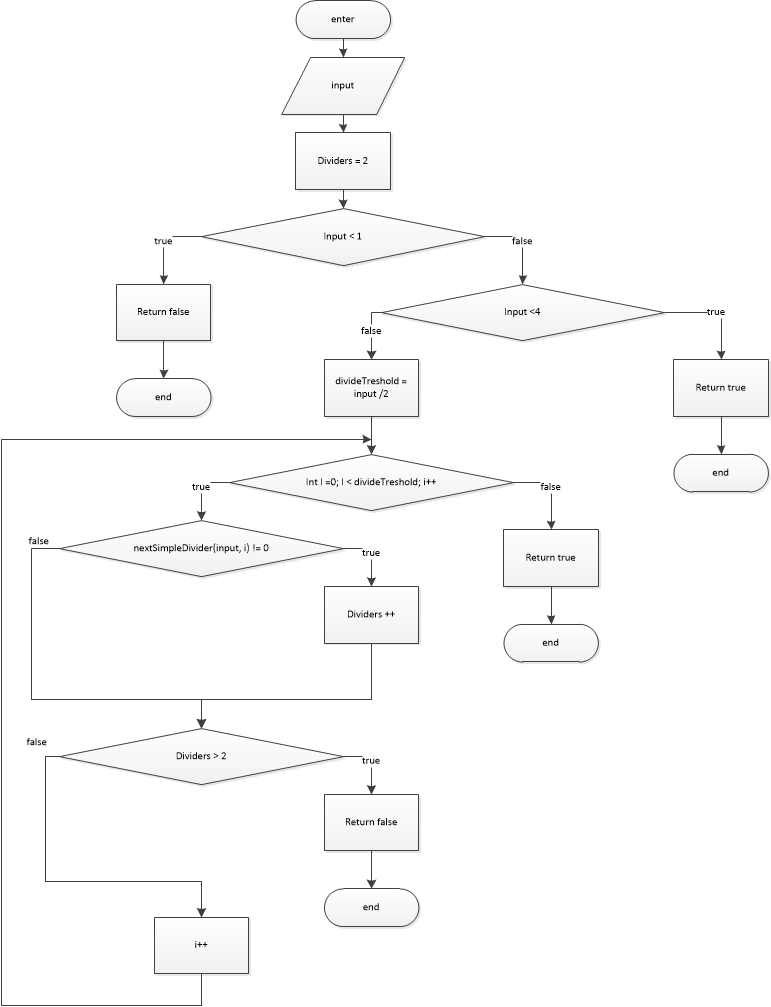 enter
input
Dividers = 2
Input < 1
true
false
Return false
end
Input <4
false
true
divideTreshold =
input /2
Return true
end
Int I =0; I < divideTreshold; i++
true
false
nextSimpleDivider(input, i) != 0
false
true
Return true
end
Dividers ++
Dividers > 2
false
true
Return false
end
i++